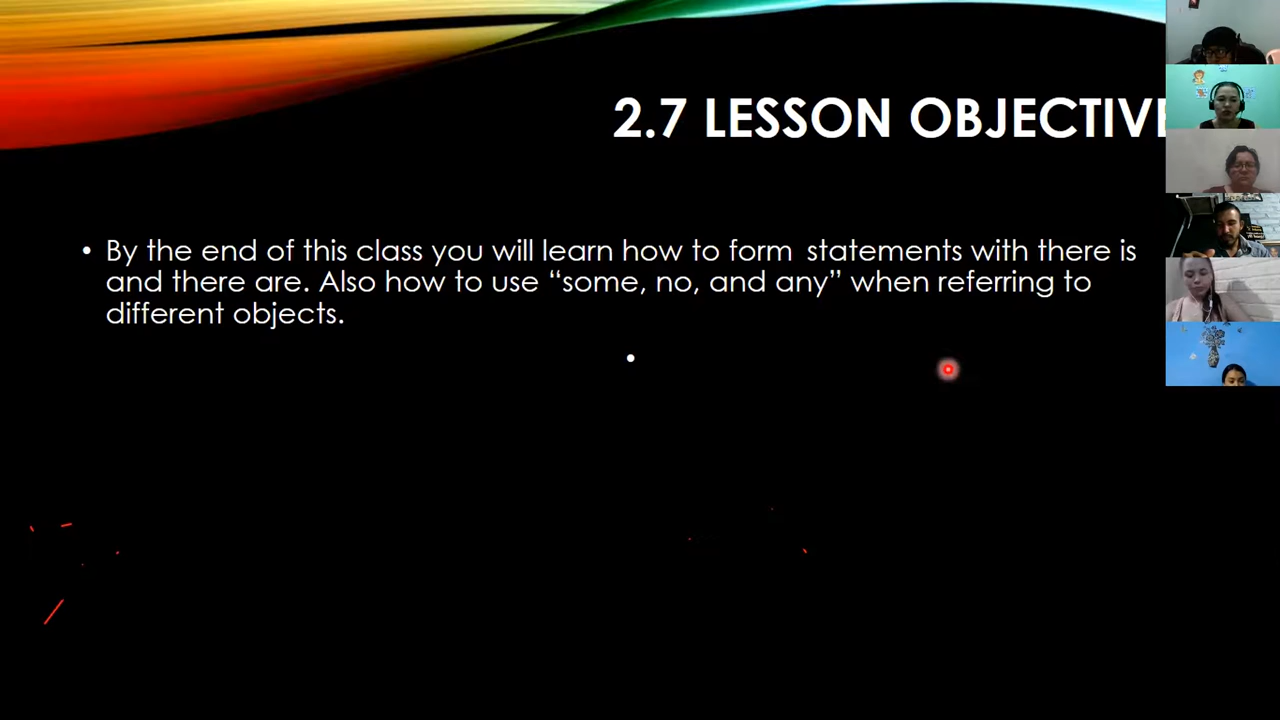 2.7 LESSON OBJECTIVE
• By the end of this class you will learn how to form statements with there is
and there are. Also how to use “some, no, and any” when referring to
different objects.
•